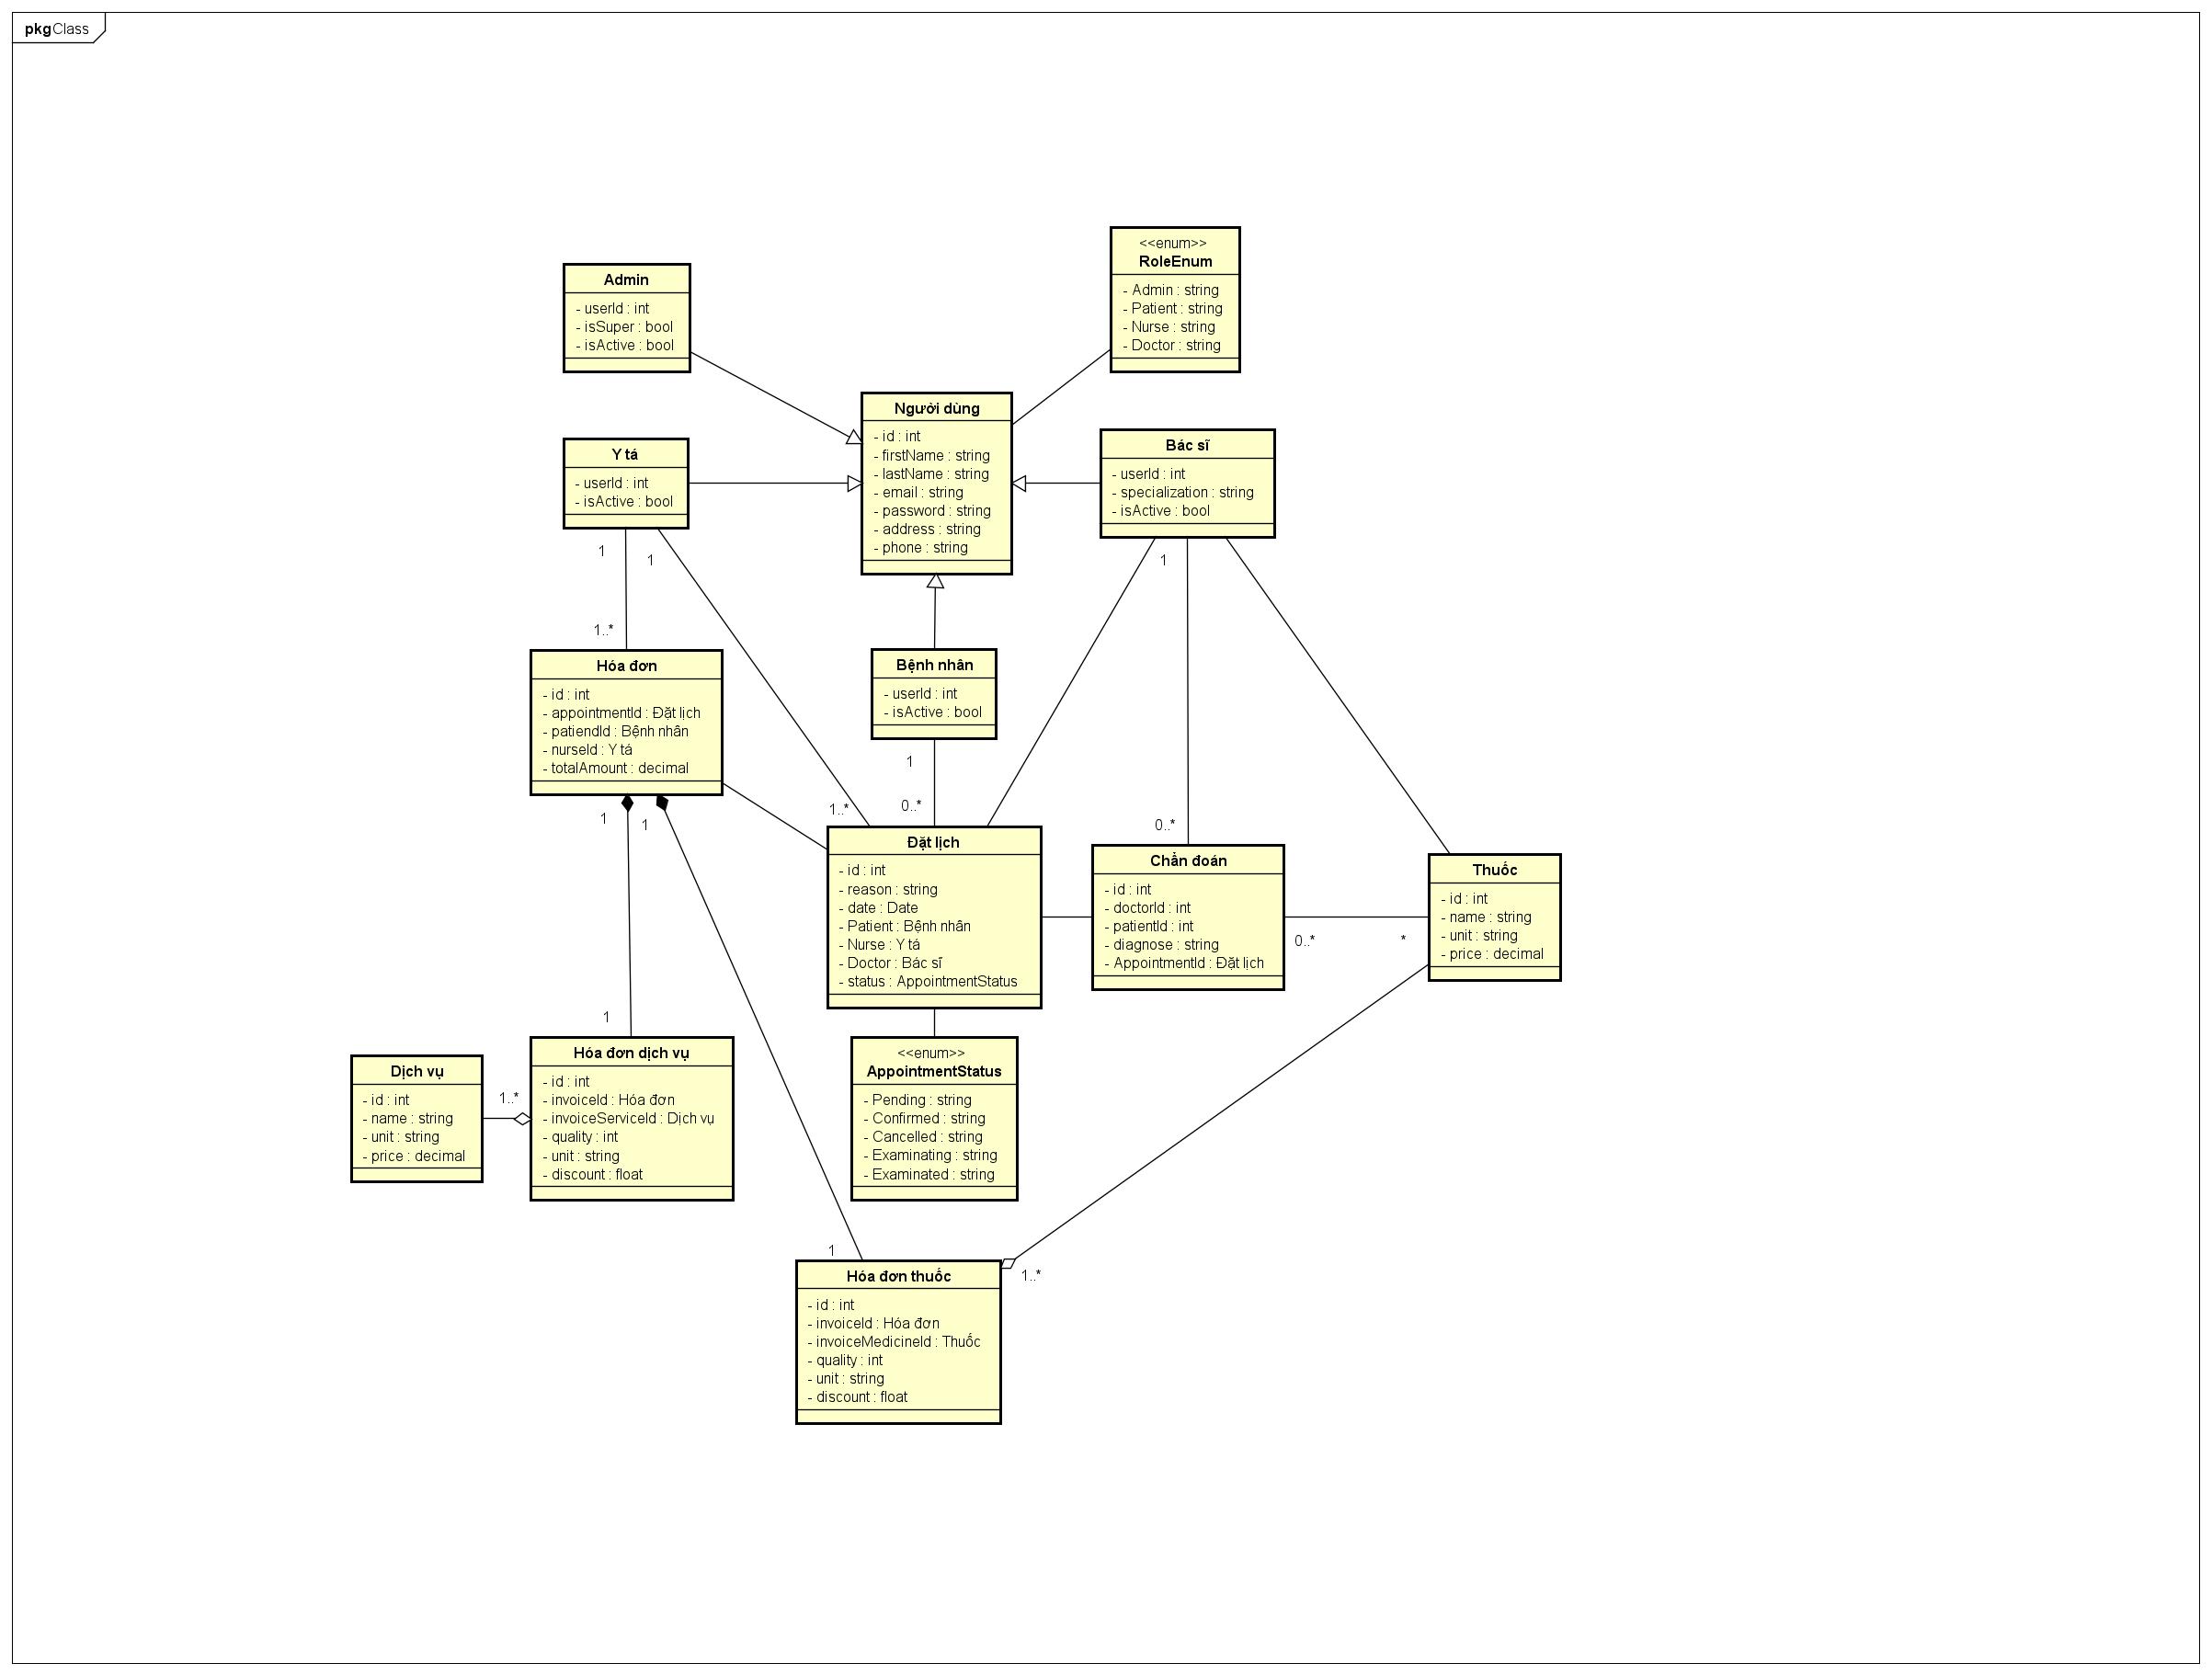 pkgClass
<<enum>>
RoleEnum
- Admin : string
- Patient : string
- Nurse : string
- Doctor : string
Admin
- userId : int
- isSuper : bool
- isActive : bool
Người dùng
- id : int
- firstName : string
- lastName : string
- email : string
- password : string
- address : string
- phone : string
Y tá
- userId : int
- isActive : bool
Bác sĩ
- userId : int
- specialization : string
- isActive : bool
1
1
1
1..*
Hóa đơn
- id : int
- appointmentId : Đặt lịch
- patiendId : Bệnh nhân
- nurseId : Y tá
- totalAmount : decimal
Bệnh nhân
- userId : int
- isActive : bool
1
1..*
0..*
0..*
1
1
Đặt lịch
- id : int
- reason : string
- date : Date
- Patient : Bệnh nhân
- Nurse : Y tá
- Doctor : Bác sĩ
- status : AppointmentStatus
Chẩn đoán
- id : int
- doctorId : int
- patientId : int
- diagnose : string
- AppointmentId : Đặt lịch
0..*
*
Thuốc
- id : int
- name : string
- unit : string
- price : decimal
1
Dịch vụ
- id : int
- name : string
- unit : string
- price : decimal
1..*
Hóa đơn dịch vụ
- id : int
- invoiceId : Hóa đơn
- invoiceServiceId : Dịch vụ
- quality : int
- unit : string
- discount : float
<<enum>>
AppointmentStatus
- Pending : string
- Confirmed : string
- Cancelled : string
- Examinating : string
- Examinated : string
1
1..*
Hóa đơn thuốc
- id : int
- invoiceId : Hóa đơn
- invoiceMedicineId : Thuốc
- quality : int
- unit : string
- discount : float